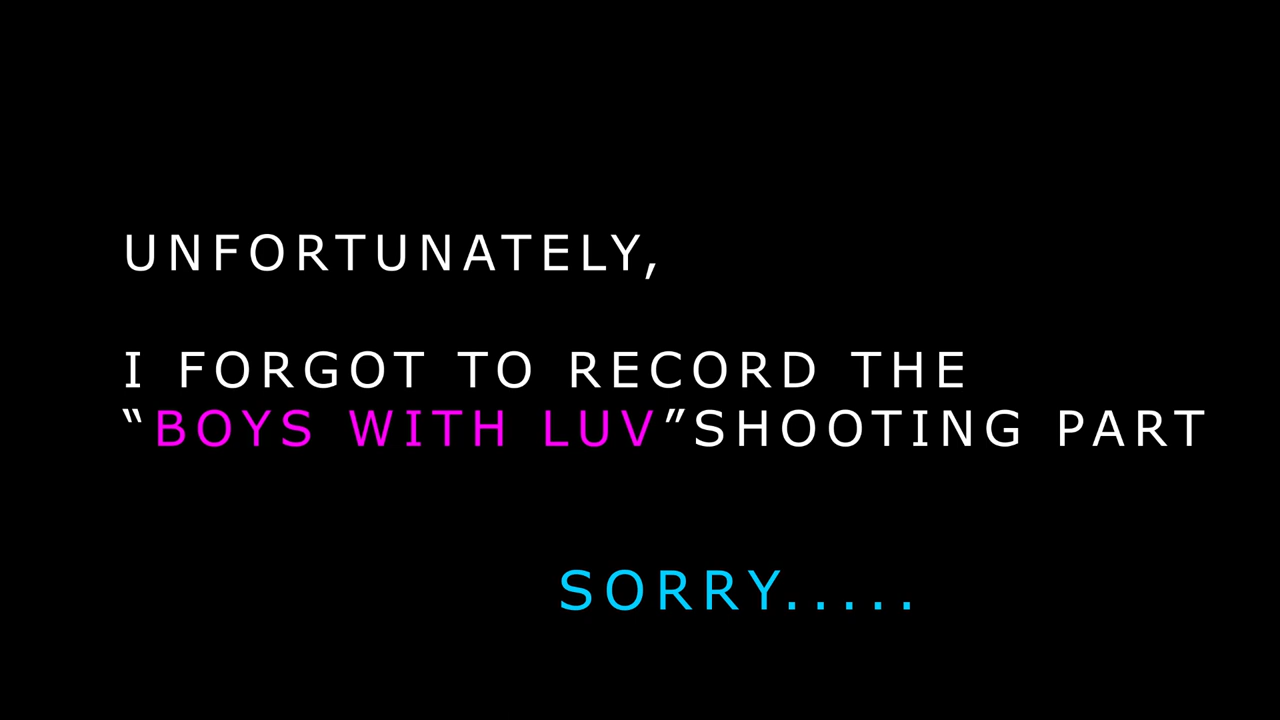 UNFORTUNATELY,
I FORGOT TO RECORD THE
“BOYS WITH LUV”SHOOTING PART
SORRY.....